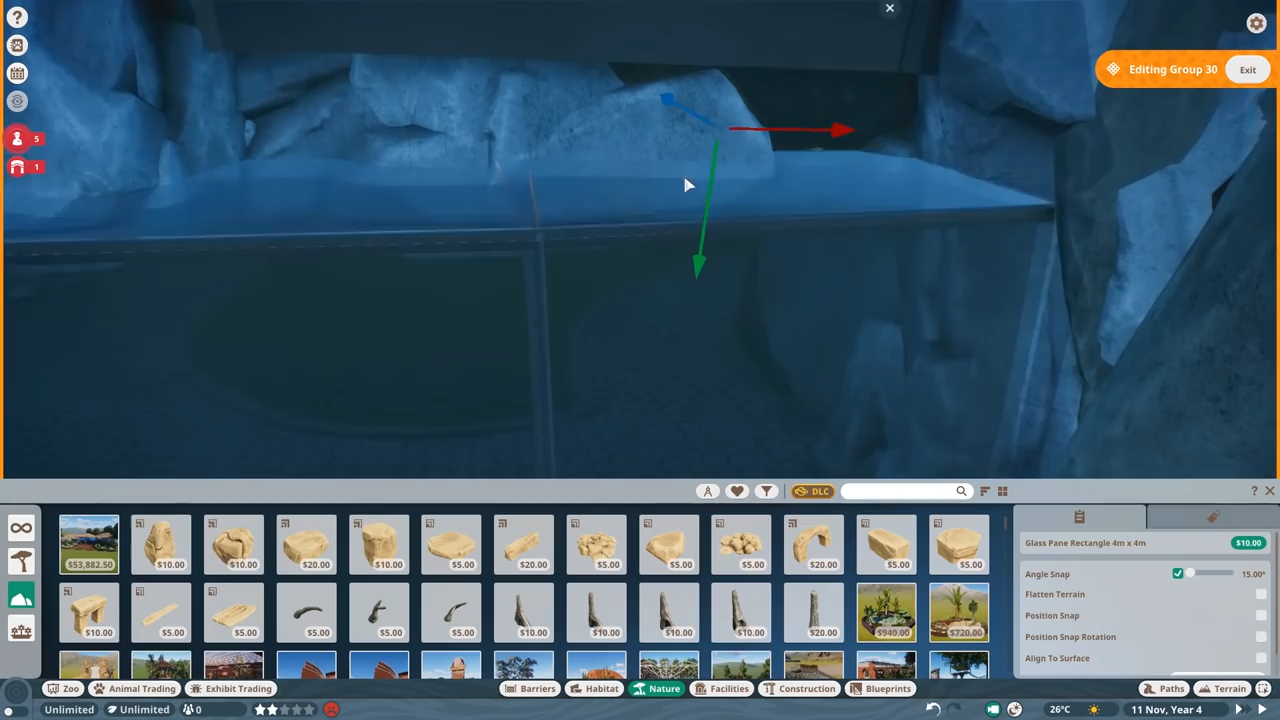 Editing Group 30
Exit
5
1
DLC
$53,882.50
$10.00
$10.00
$20.00
$10.00
$5.00
$20.00
$5.00
$5.00
$5.00
$20.00
$5.00
$5.00
$10.00
$5.00
$5.00
$5.00
$5.00
$5.00
$10.00
$10.00
$10.00
$10.00
$20.00
$940.00
$720.00
Glass Pane Rectangle 4m x 4m
$10.00
Angle Snap
15.00°
Flatten Terrain
Position Snap
Position Snap Rotation
Align To Surface
Zoo
Animal Trading
Exhibit Trading
Barriers
Habitat
Nature
Facilities
Construction
Blueprints
Paths
Terrain
Unlimited
Unlimited
0
26°C
11 Nov, Year 4